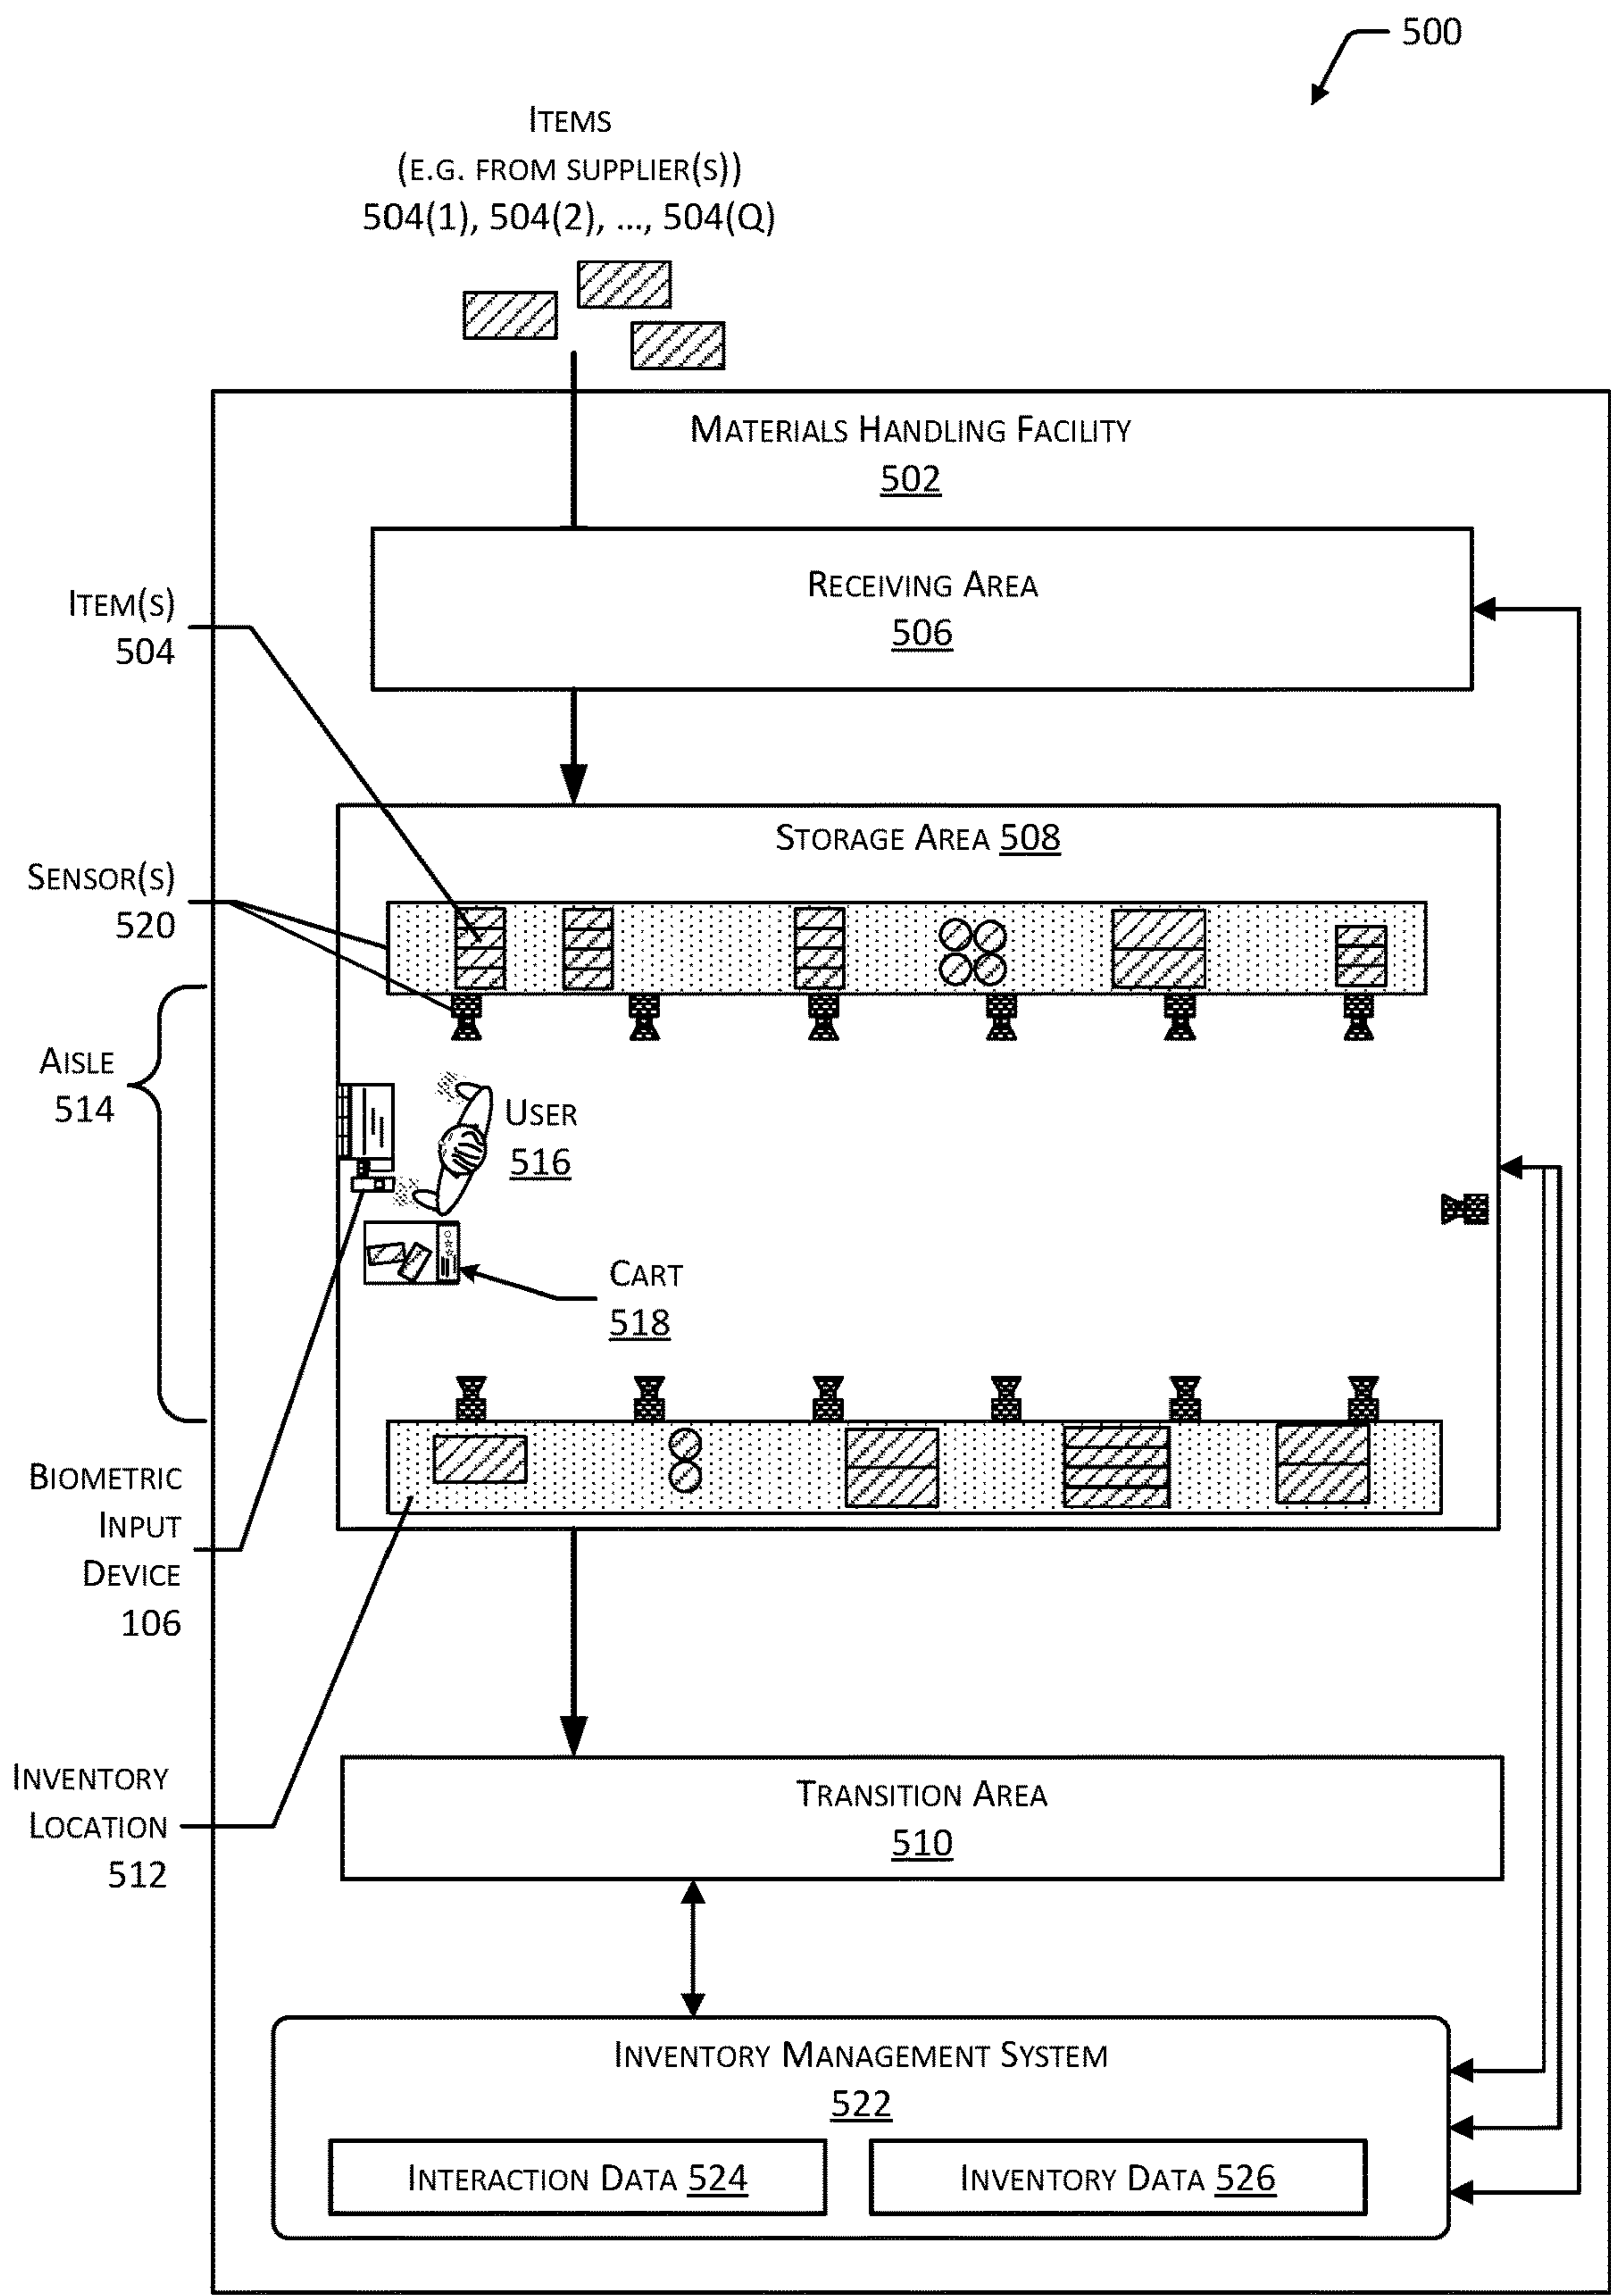 500
ITEMS
(E.G. FROM SUPPLIER(S))
504(1), 504(2), ..., 504(Q)
MATERIALS HANDLING FACILITY
502
RECEIVING AREA
506
ITEM(S)
504
STORAGE AREA 508
SENSOR(S)
520
AISLE
514
USER
516
CART
518
BIOMETRIC
INPUT
DEVICE
106
INVENTORY
LOCATION
512
TRANSITION AREA
510
INVENTORY MANAGEMENT SYSTEM
522
INTERACTION DATA 524
INVENTORY DATA 526